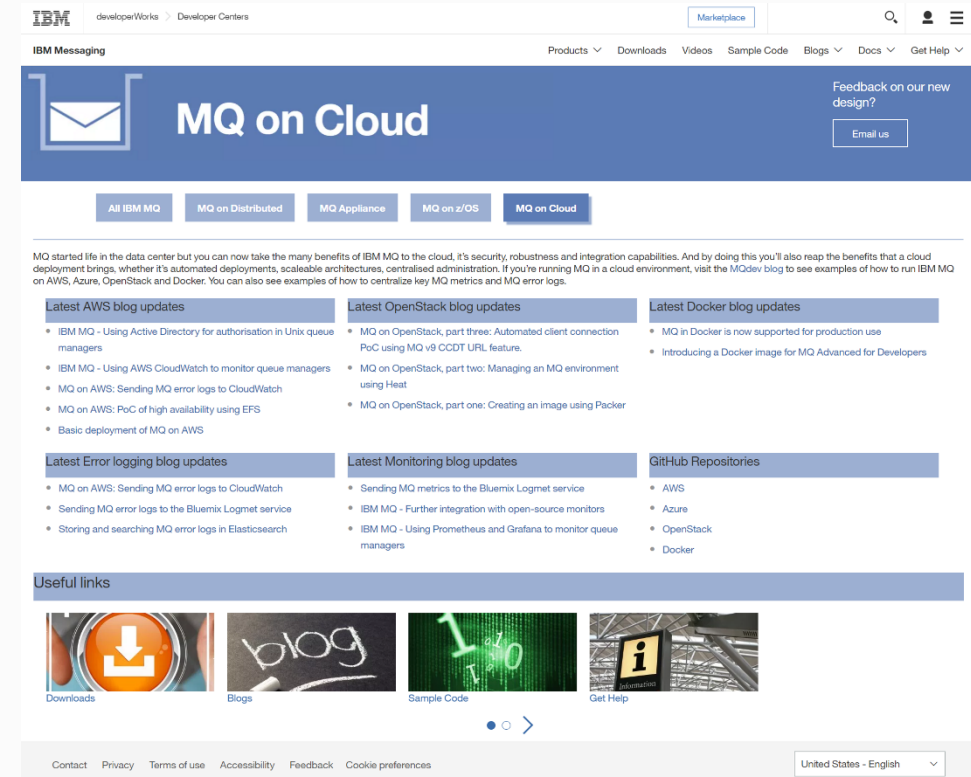 IBM developerWorks > Developer Centers Marketplace
IBM Messaging Products Downloads Videos Sample Code Blogs Docs Get Help
Feedback on our new
design?
MQ on Cloud
Email us
All IBM MQ MQ on Distributed MQ Appliance MQ on z/OS MQ on Cloud
MQ started life in the data center but you can now take the many benefits of IBM MQ to the cloud, it's security, robustness and integration capabilities. And by doing this you'll also reap the benefits that a cloud
deployment brings, whether it's automated deployments, scaleable architectures, centralised administration. If you're running MQ in a cloud environment, visit the MQdev blog to see examples of how to run IBM MQ
on AWS, Azure, OpenStack and Docker. You can also see examples of how to centralize key MQ metrics and MQ error logs.
Latest AWS blog updates
IBM MQ - Using Active Directory for authorisation in Unix queue
managers
IBM MQ - Using AWS CloudWatch to monitor queue managers
MQ on AWS: Sending MQ error logs to CloudWatch
MQ on AWS: PoC of high availability using EFS
Basic deployment of MQ on AWS
Latest OpenStack blog updates
MQ on OpenStack, part three: Automated client connection
PoC using MQ v9 CCDT URL feature.
MQ on OpenStack, part two: Managing an MQ environment
using Heat
MQ on OpenStack, part one: Creating an image using Packer
Latest Docker blog updates
MQ in Docker is now supported for production use
Introducing a Docker image for MQ Advanced for Developers
Latest Error logging blog updates
MQ on AWS: Sending MQ error logs to CloudWatch
Sending MQ error logs to the Bluemix Logmet service
Storing and searching MQ error logs in Elasticsearch
Latest Monitoring blog updates
Sending MQ metrics to the Bluemix Logmet service
IBM MQ - Further integration with open-source monitors
IBM MQ - Using Prometheus and Grafana to monitor queue
managers
GitHub Repositories
AWS
Azure
OpenStack
Docker
Useful links
blog
1 0 1 0 1
i
Information
Downloads Blogs Sample Code Get Help
Contact Privacy Terms of use Accessibility Feedback Cookie preferences United States - English